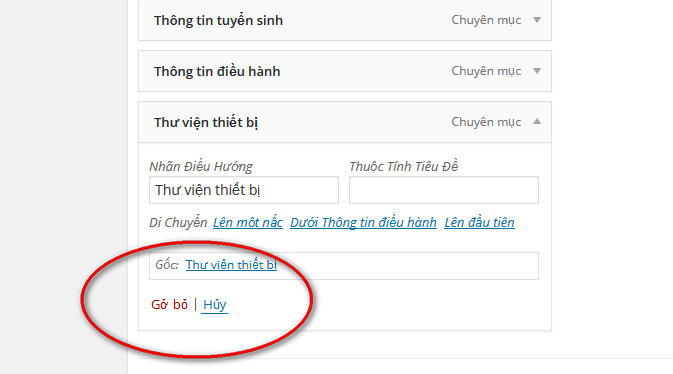 Thông tin tuyển sinh Chuyên mục
Thông tin điều hành Chuyên mục
Thư viện thiết bị Chuyên mục
Nhãn Điều Hướng Thuộc Tính Tiêu Đề
Thư viện thiết bị
Di Chuyển Lên một nấc Dưới Thông tin điều hành Lên đầu tiên
Gốc: Thư viện thiết bị
Gỡ bỏ | Hủy